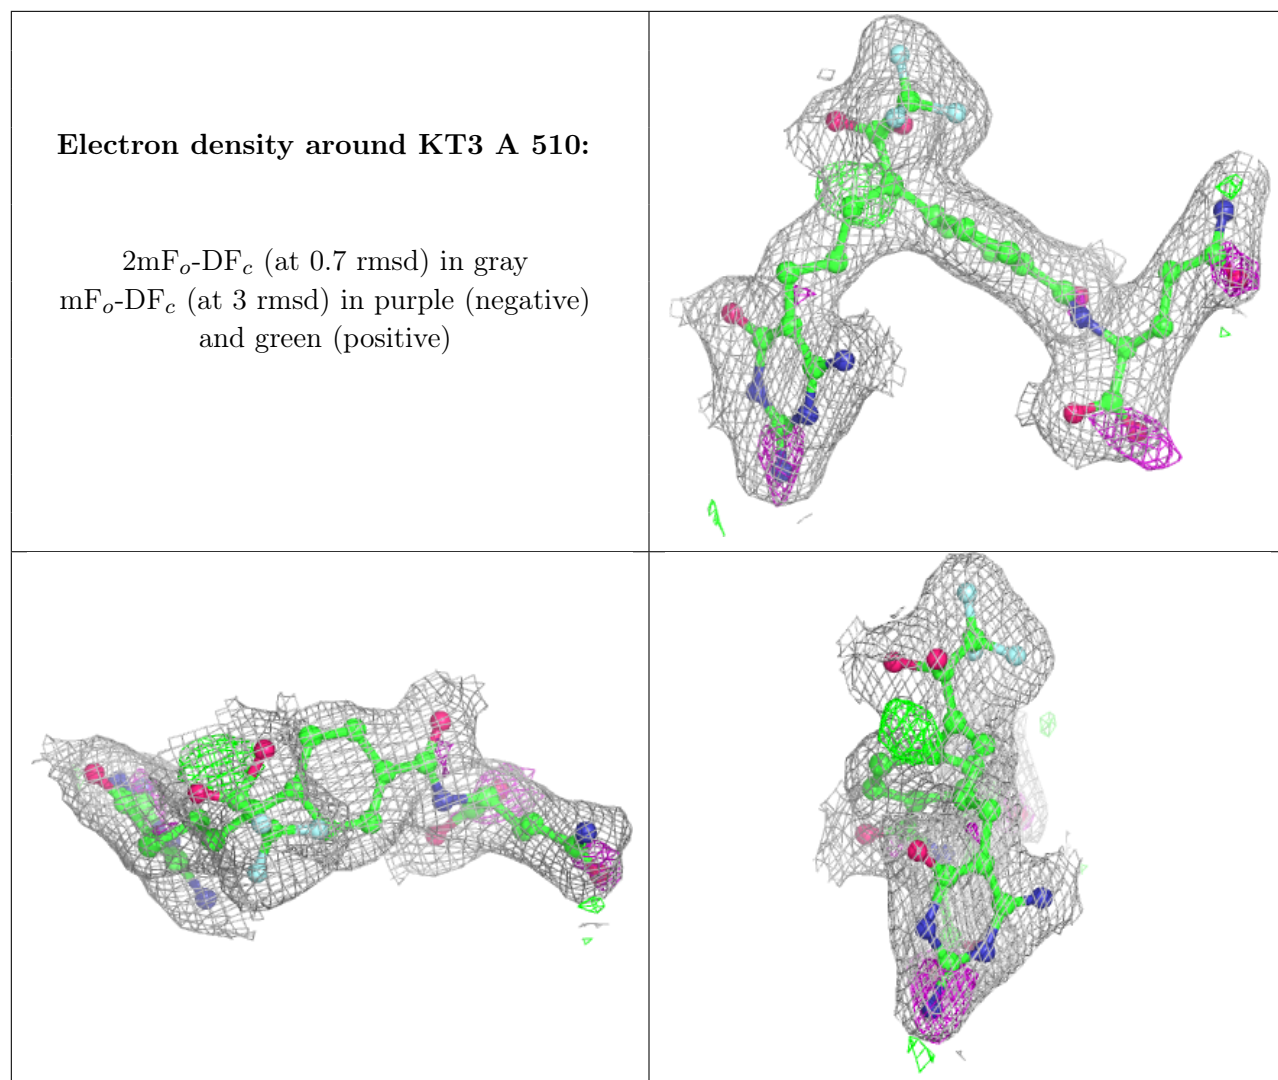 Electron density around KT3 A 510:
2mFo-DFc (at 0.7 rmsd) in gray
mFo-DFc (at 3 rmsd) in purple (negative)
and green (positive)